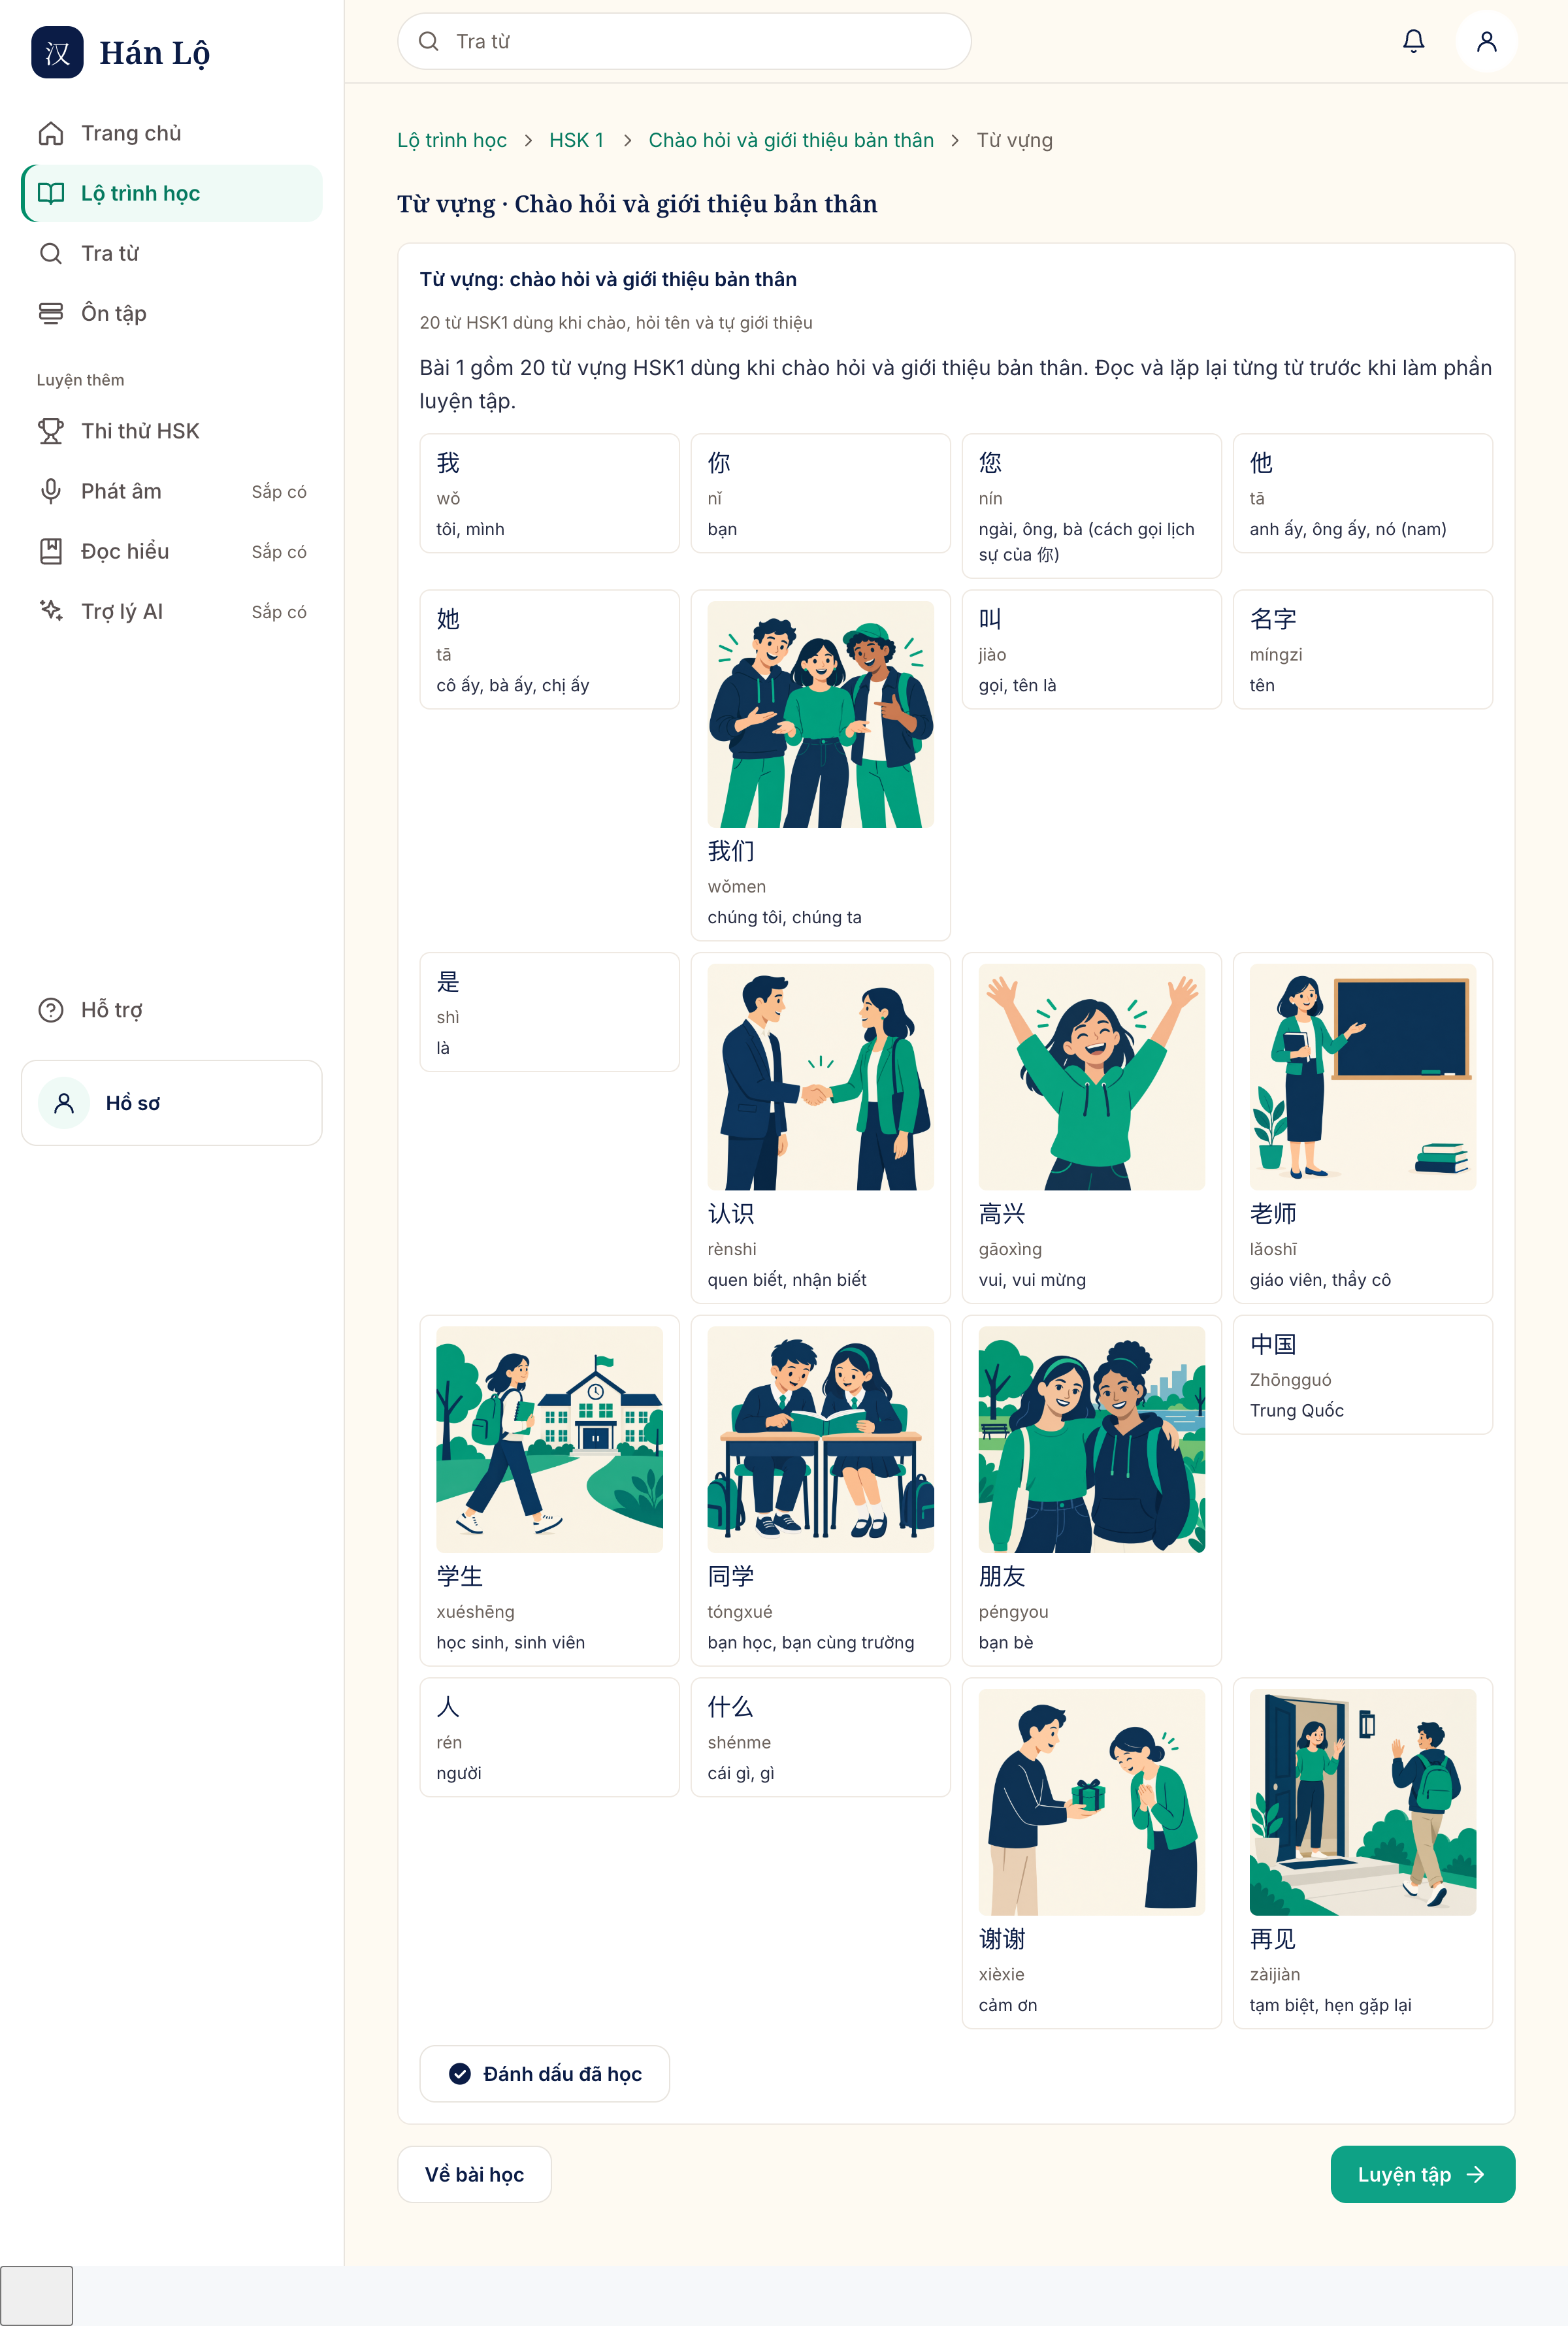 汉 Hán Lộ
Trang chủ
Lộ trình học
Tra từ
Ôn tập
Luyện thêm
Thi thử HSK
Phát âm Sắp có
Đọc hiểu Sắp có
Trợ lý AI Sắp có
Hỗ trợ
Hồ sơ
Tra từ
Lộ trình học > HSK 1 > Chào hỏi và giới thiệu bản thân > Từ vựng
Từ vựng · Chào hỏi và giới thiệu bản thân
Từ vựng: chào hỏi và giới thiệu bản thân
20 từ HSK1 dùng khi chào, hỏi tên và tự giới thiệu
Bài 1 gồm 20 từ vựng HSK1 dùng khi chào hỏi và giới thiệu bản thân. Đọc và lặp lại từng từ trước khi làm phần
luyện tập.
我
wǒ
tôi, mình
你
nǐ
bạn
您
nín
ngài, ông, bà (cách gọi lịch
sự của 你)
他
tā
anh ấy, ông ấy, nó (nam)
她
tā
cô ấy, bà ấy, chị ấy
我们
wǒmen
chúng tôi, chúng ta
叫
jiào
gọi, tên là
名字
míngzi
tên
是
shì
là
认识
rènshi
quen biết, nhận biết
高兴
gāoxìng
vui, vui mừng
老师
lǎoshī
giáo viên, thầy cô
学生
xuéshēng
học sinh, sinh viên
同学
tóngxué
bạn học, bạn cùng trường
朋友
péngyou
bạn bè
中国
Zhōngguó
Trung Quốc
人
rén
người
什么
shénme
cái gì, gì
谢谢
xièxie
cảm ơn
再见
zàijiàn
tạm biệt, hẹn gặp lại
Đánh dấu đã học
Về bài học
Luyện tập